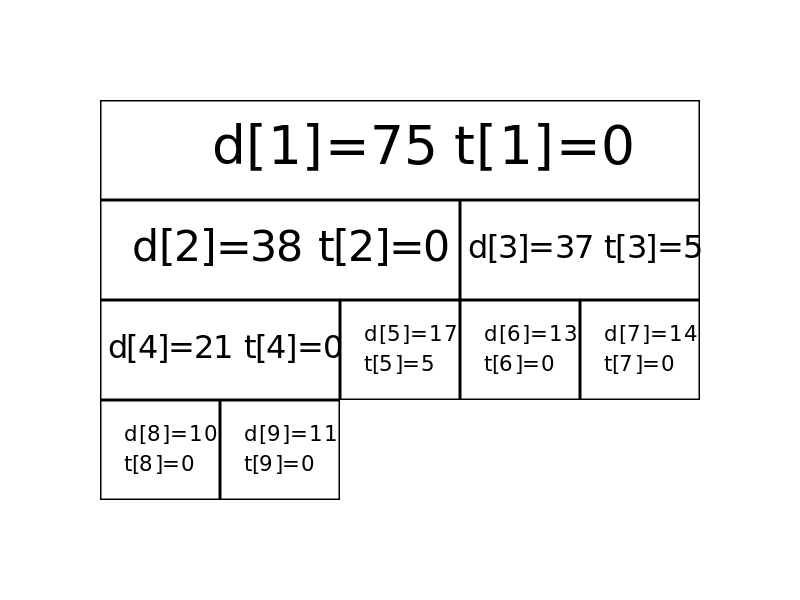 d[1]=75 t[1]=0
d[2]=38 t[2]=0
d[3]=37 t[3]=5
d[4]=21 t[4]=0
d[5]=17
t[5]=5
d[6]=13
t[6]=0
d[7]=14
t[7]=0
d[8]=10
t[8]=0
d[9]=11
t[9]=0